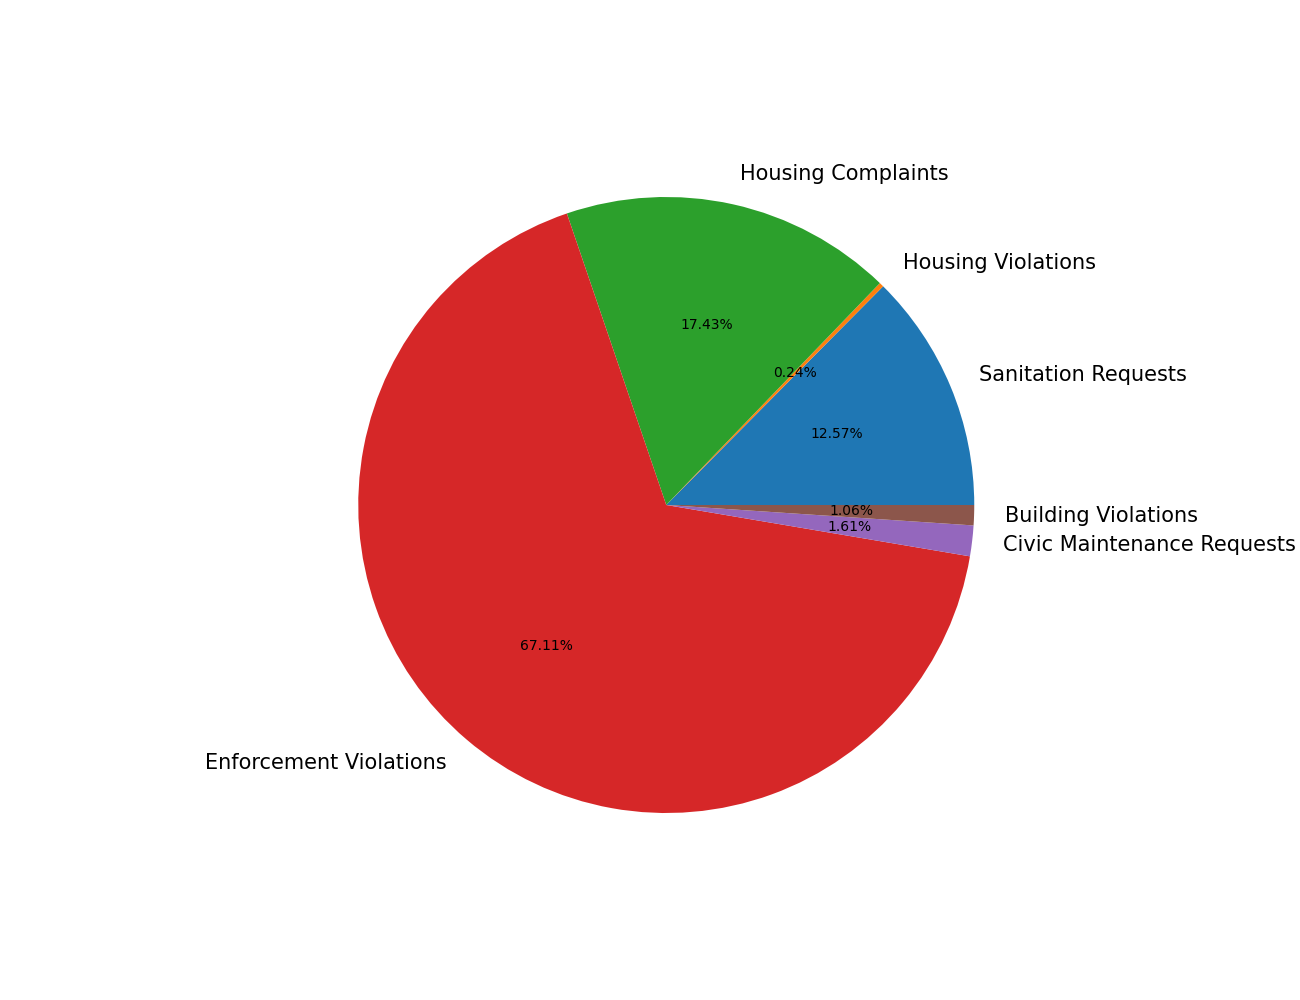 Housing Complaints
Housing Violations
17.43%
0.24%
Sanitation Requests
12.57%
1.06%
Building Violations
1.61%
Civic Maintenance Requests
67.11%
Enforcement Violations